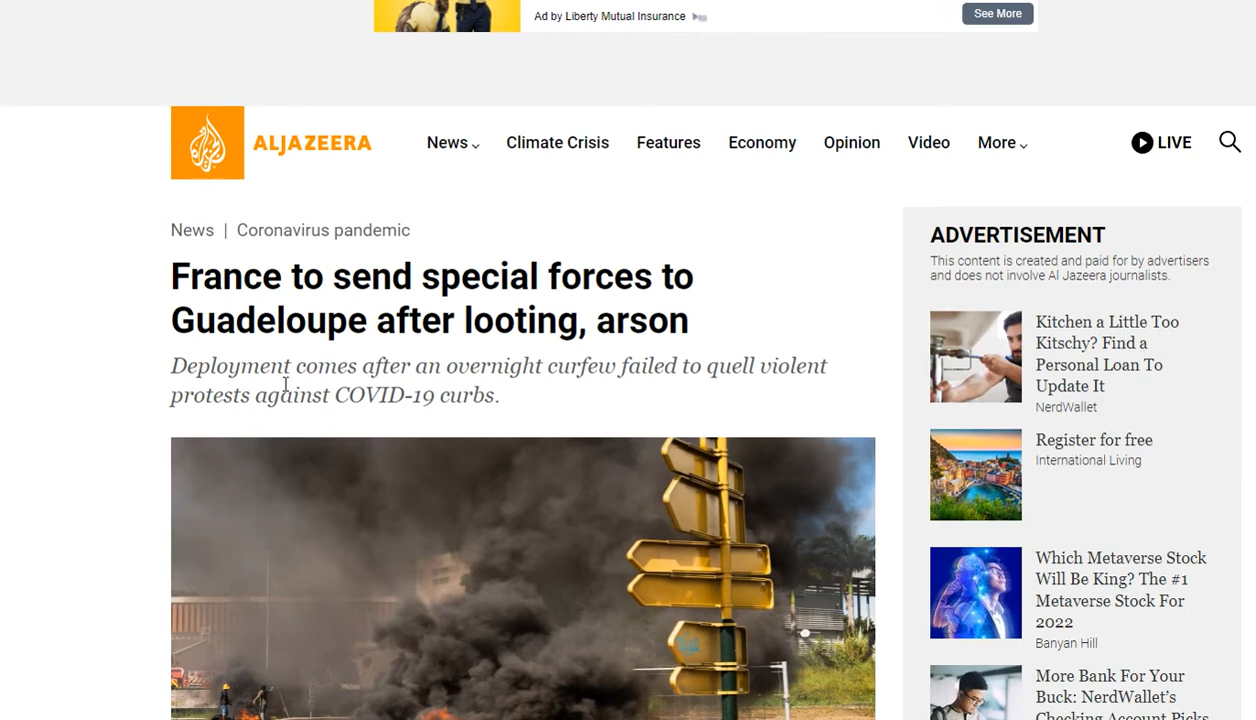 Ad by Liberty Mutual Insurance
See More
ALJAZEERA
News
Climate Crisis
Features
Economy
Opinion
Video
More
LIVE
News | Coronavirus pandemic
France to send special forces to
Guadeloupe after looting, arson
Deployment comes after an overnight curfew failed to quell violent
protests against COVID-19 curbs.
ADVERTISEMENT
This content is created and paid for by advertisers
and does not involve Al Jazeera journalists.
Kitchen a Little Too
Kitschy? Find a
Personal Loan To
Update It
NerdWallet
Register for free
International Living
Which Metaverse Stock
Will Be King? The #1
Metaverse Stock For
2022
Banyan Hill
More Bank For Your
Buck: NerdWallet's
Checking Account Picks